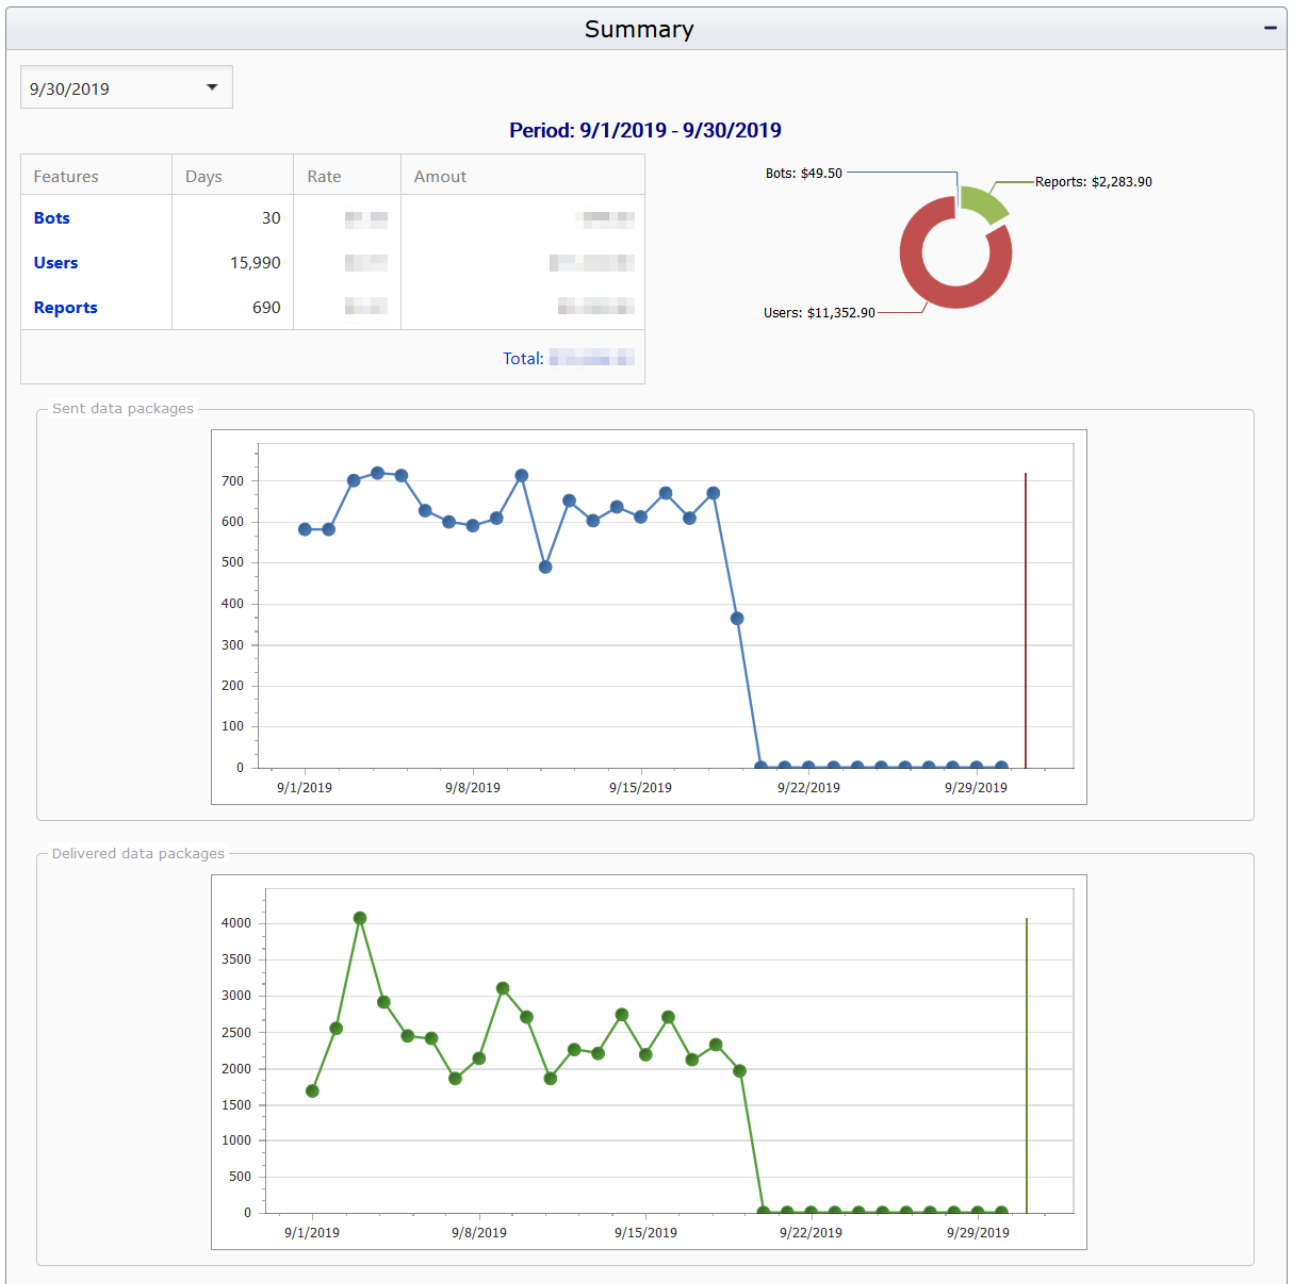 Summary
9/30/2019
Period: 9/1/2019 - 9/30/2019
Features Days Rate Amout
Bots 30
Users 15,990
Reports 690
Total:
Bots: $49.50
Reports: $2,283.90
Users: $11,352.90
Sent data packages
700
600
500
400
300
200
100
0
9/1/2019 9/8/2019 9/15/2019 9/22/2019 9/29/2019
Delivered data packages
4000
3500
3000
2500
2000
1500
1000
500
0
9/1/2019 9/8/2019 9/15/2019 9/22/2019 9/29/2019